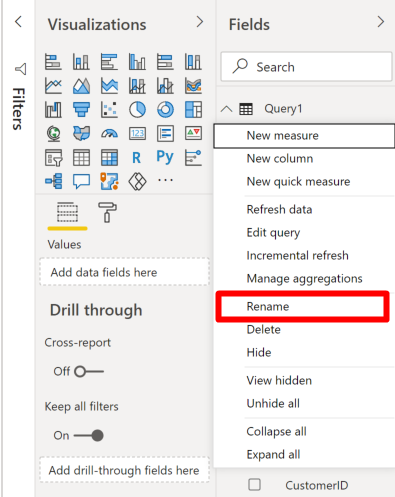 Visualizations
Fields
Filters
Search
Query1
New measure
New column
New quick measure
Refresh data
Edit query
Incremental refresh
Manage aggregations
Rename
Delete
Hide
View hidden
Unhide all
Collapse all
Expand all
CustomerID
123
R
Py
...
Values
Add data fields here
Drill through
Cross-report
Off
Keep all filters
On
Add drill-through fields here